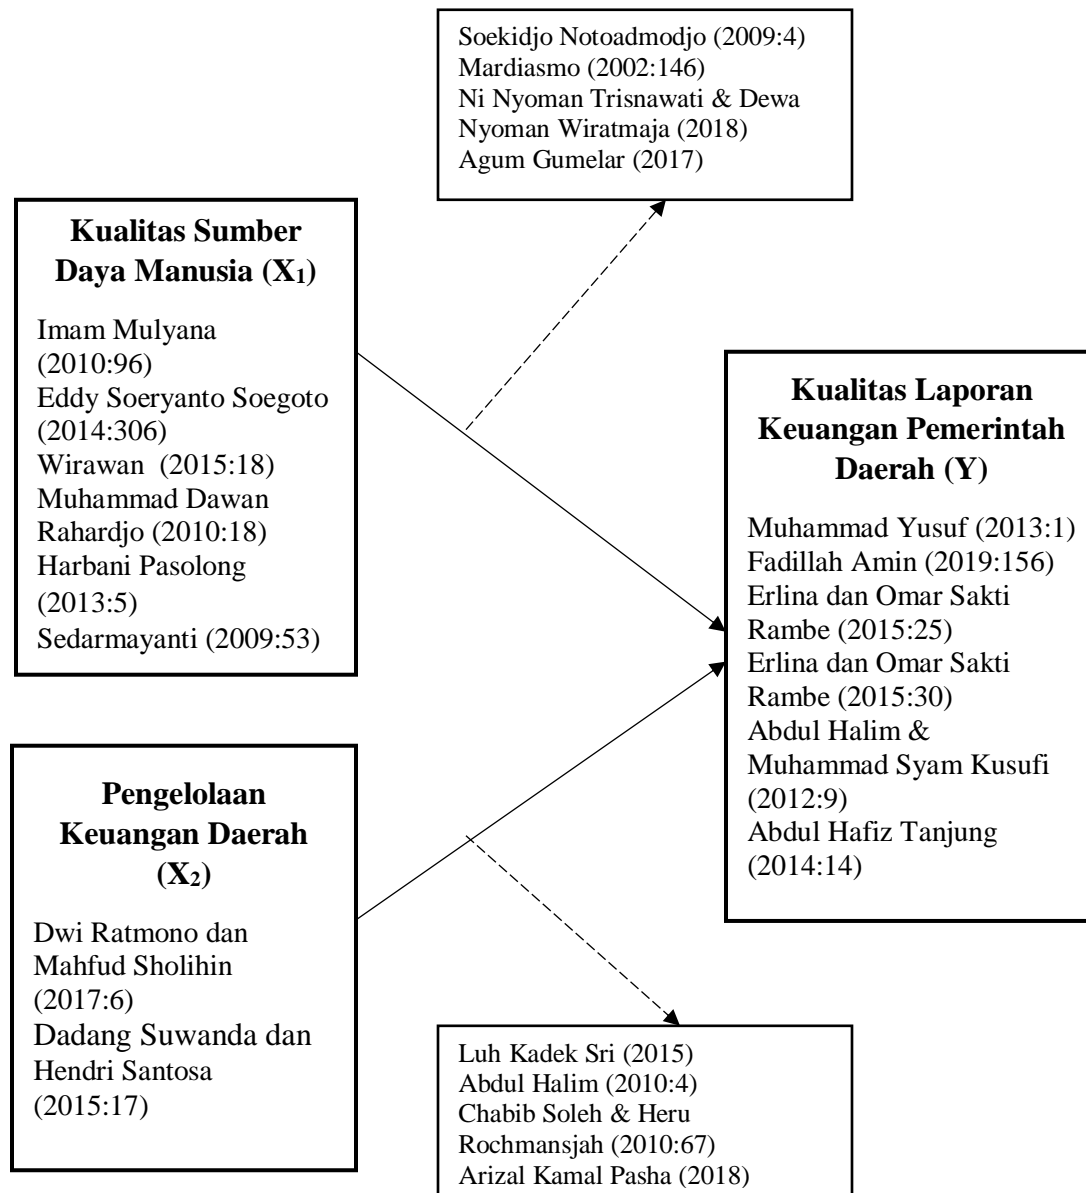 Soekidjo Notoadmodjo (2009:4)
Mardiasmo (2002:146)
Ni Nyoman Trisnawati & Dewa
Nyoman Wiratmaja (2018)
Agum Gumelar (2017)
Kualitas Sumber
Daya Manusia (X₁)
Imam Mulyana
(2010:96)
Eddy Soeryanto Soegoto
(2014:306)
Wirawan (2015:18)
Muhammad Dawan
Rahardjo (2010:18)
Harbani Pasolong
(2013:5)
Sedarmayanti (2009:53)
Kualitas Laporan
Keuangan Pemerintah
Daerah (Y)
Muhammad Yusuf (2013:1)
Fadillah Amin (2019:156)
Erlina dan Omar Sakti
Rambe (2015:25)
Erlina dan Omar Sakti
Rambe (2015:30)
Abdul Halim &
Muhammad Syam Kusufi
(2012:9)
Abdul Hafiz Tanjung
(2014:14)
Pengelolaan
Keuangan Daerah
(X₂)
Dwi Ratmono dan
Mahfud Sholihin
(2017:6)
Dadang Suwanda dan
Hendri Santosa
(2015:17)
Luh Kadek Sri (2015)
Abdul Halim (2010:4)
Chabib Soleh & Heru
Rochmansjah (2010:67)
Arizal Kamal Pasha (2018)